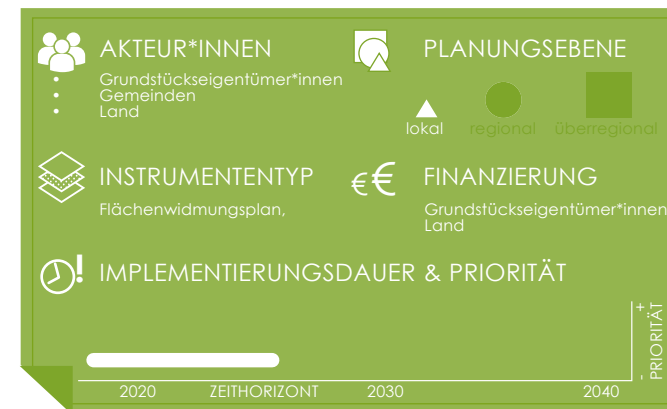 AKTEUR*INNEN
• Grundstückseigentümer*innen
• Gemeinden
• Land
PLANUNGSEBENE
lokal regional überregional
INSTRUMENTENTYP
Flächenwidmungsplan,
€€ FINANZIERUNG
Grundstückseigentümer*innen
Land
! IMPLEMENTIERUNGSDAUER & PRIORITÄT
- PRIORITÄT +
2020 ZEITHORIZONT 2030 2040